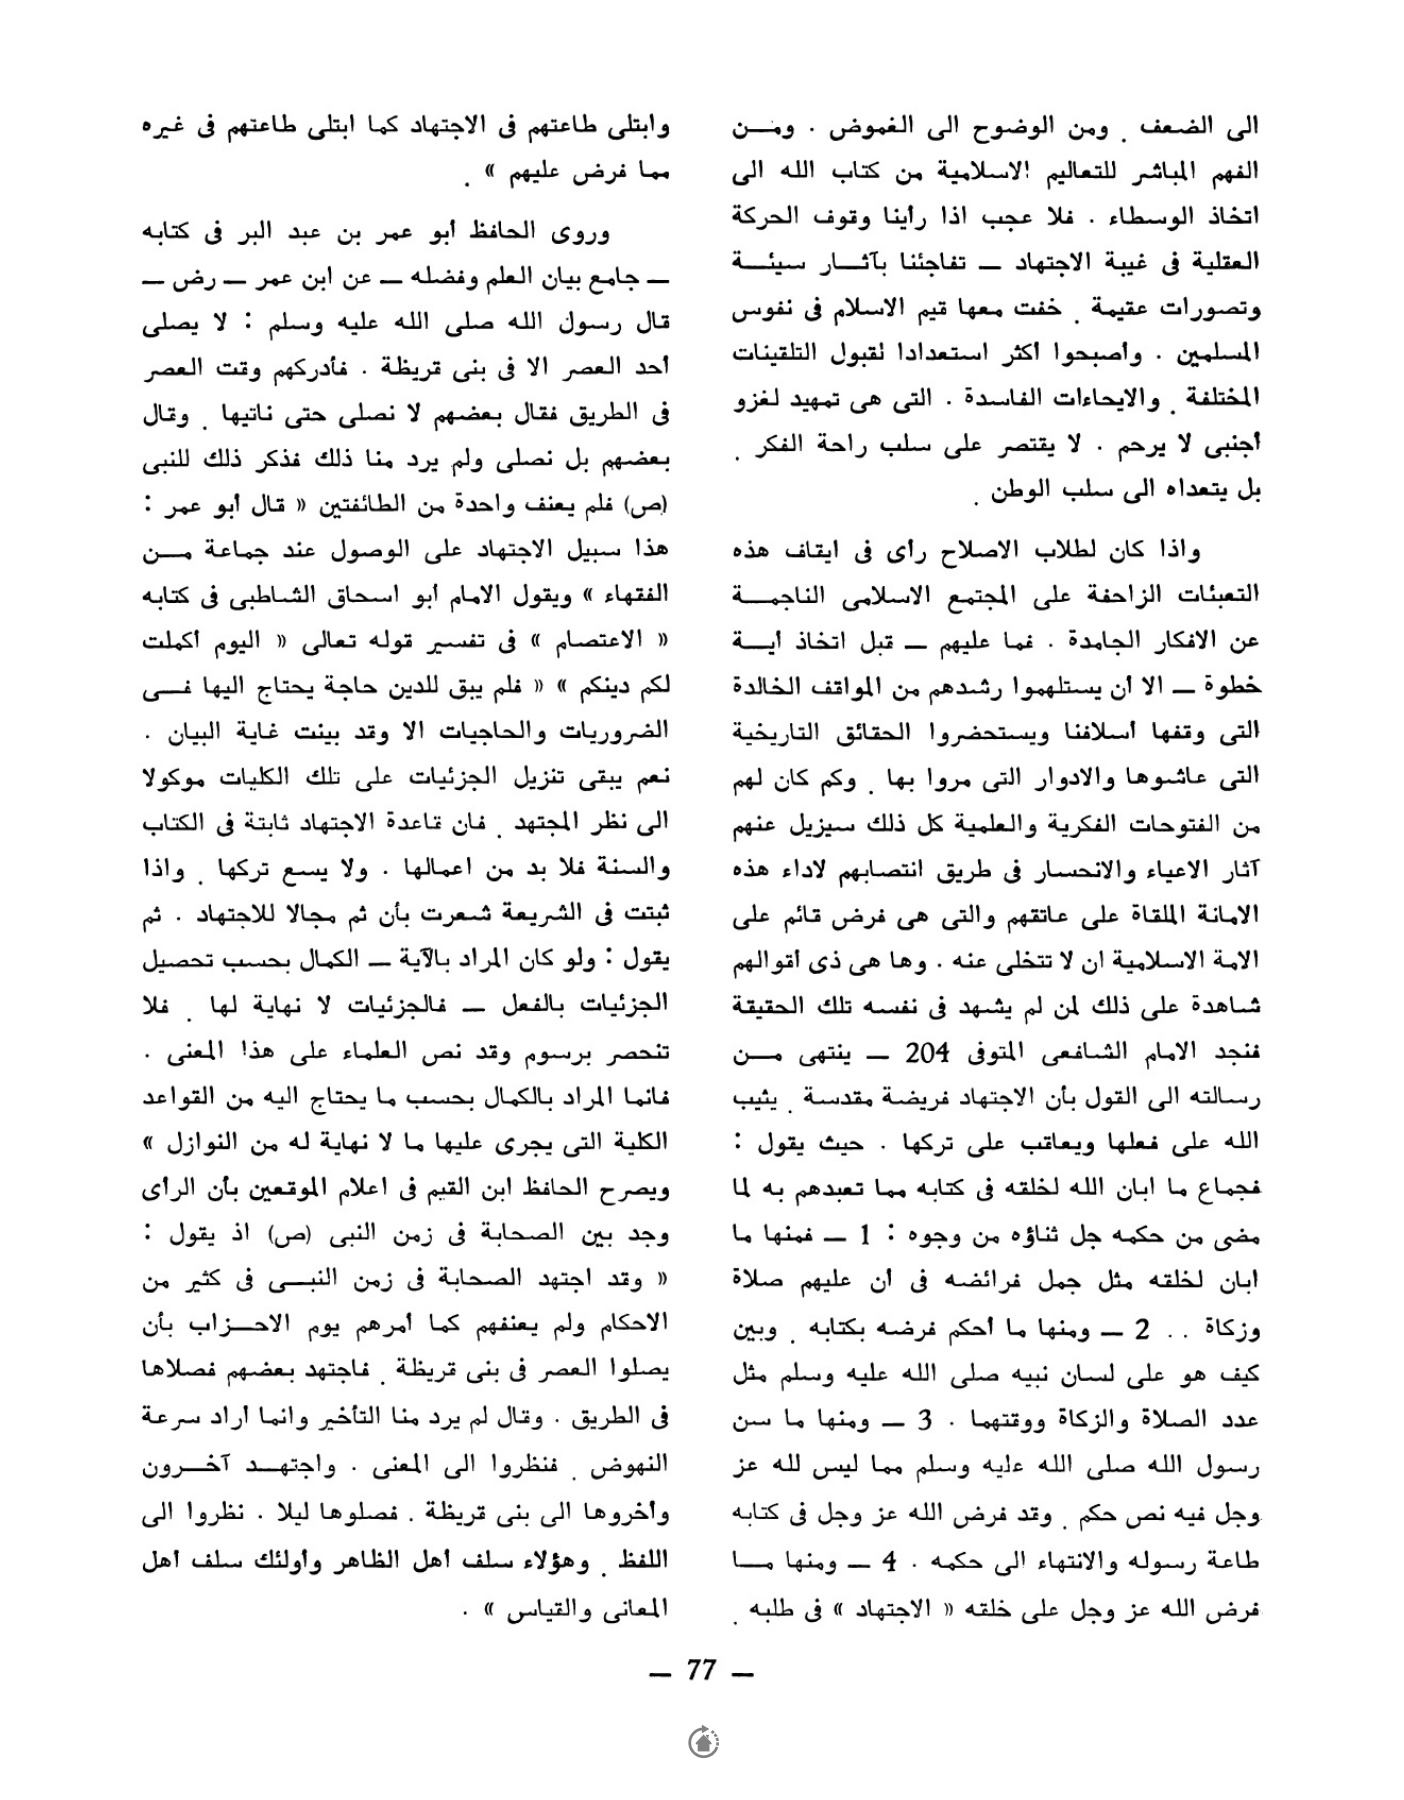 الى الضعف . ومن الوضوح الى الغموض . ومن
الفهم المباشر للتعاليم الاسلامية من كتاب الله الى
اتخاذ الوسطاء . فلا عجب اذا رأينا وقوف الحركة
العقلية فى غيبة الاجتهاد ـ تفاجئنا بآثار سيئة
وتصورات عقيمة . خفت معها قيم الاسلام فى نفوس
المسلمين . وأصبحوا أكثر استعدادا لقبول التلقينات
المختلفة . والايحاءات الفاسدة . التى هى تمهيد لغزو
أجنبى لا يرحم . لا يقتصر على سلب راحة الفكر .
بل يتعداه الى سلب الوطن .
واذا كان لطلاب الاصلاح رأى فى ايقاف هذه
التعبئات الزاحفة على المجتمع الاسلامى الناجمة
عن الافكار الجامدة . فما عليهم ـ قبل اتخاذ أية
خطوة ـ الا أن يستلهموا رشدهم من المواقف الخالدة
التى وقفها أسلافنا ويستحضروا الحقائق التاريخية
التى عاشوها والادوار التى مروا بها . وكم كان لهم
من الفتوحات الفكرية والعلمية كل ذلك سيزيل عنهم
آثار الاعياء والانحسار فى طريق انتصابهم لاداء هذه
الامانة الملقاة على عاتقهم والتى هى فرض قائم على
الامة الاسلامية ان لا تتخلى عنه . وها هى ذى أقوالهم
شاهدة على ذلك لمن لم يشهد فى نفسه تلك الحقيقة
فنجد الامام الشافعى المتوفى 204 ـ ينتهى من
رسالته الى القول بأن الاجتهاد فريضة مقدسة . يثيب
الله على فعلها ويعاقب على تركها . حيث يقول :
فجماع ما ابان الله لخلقه فى كتابه مما تعبدهم به لما
مضى من حكمه جل ثناؤه من وجوه : 1 ـ فمنها ما
ابان لخلقه مثل جمل فرائضه فى أن عليهم صلاة
وزكاة . . 2 ـ ومنها ما أحكم فرضه بكتابه . وبين
كيف هو على لسان نبيه صلى الله عليه وسلم مثل
عدد الصلاة والزكاة ووقتهما . 3 ـ ومنها ما سن
رسول الله صلى الله عليه وسلم مما ليس لله عز
وجل فيه نص حكم . وقد فرض الله عز وجل فى كتابه
طاعة رسوله والانتهاء الى حكمه . 4 ـ ومنها ما
فرض الله عز وجل على خلقه « الاجتهاد » فى طلبه .
وابتلى طاعتهم فى الاجتهاد كما ابتلى طاعتهم فى غيره
مما فرض عليهم » .
وروى الحافظ أبو عمر بن عبد البر فى كتابه
ـ جامع بيان العلم وفضله ـ عن ابن عمر ـ رض ـ
قال رسول الله صلى الله عليه وسلم : لا يصلى
أحد العصر الا فى بنى قريظة . فأدركهم وقت العصر
فى الطريق فقال بعضهم لا نصلى حتى ناتيها . وقال
بعضهم بل نصلى ولم يرد منا ذلك فذكر ذلك للنبى
(ص) فلم يعنف واحدة من الطائفتين « قال أبو عمر :
هذا سبيل الاجتهاد على الوصول عند جماعة من
الفقهاء » ويقول الامام أبو اسحاق الشاطبى فى كتابه
« الاعتصام » فى تفسير قوله تعالى « اليوم أكملت
لكم دينكم » « فلم يبق للدين حاجة يحتاج اليها فى
الضروريات والحاجيات الا وقد بينت غاية البيان .
نعم يبقى تنزيل الجزئيات على تلك الكليات موكولا
الى نظر المجتهد . فان قاعدة الاجتهاد ثابتة فى الكتاب
والسنة فلا بد من اعمالها . ولا يسع تركها . واذا
ثبتت فى الشريعة شعرت بأن ثم مجالا للاجتهاد . ثم
يقول : ولو كان المراد بالآية ـ الكمال بحسب تحصيل
الجزئيات بالفعل ـ فالجزئيات لا نهاية لها . فلا
تنحصر برسوم وقد نص العلماء على هذا المعنى .
فانما المراد بالكمال بحسب ما يحتاج اليه من القواعد
الكلية التى يجرى عليها ما لا نهاية له من النوازل »
ويصرح الحافظ ابن القيم فى اعلام الموقعين بأن الرأى
وجد بين الصحابة فى زمن النبى (ص) اذ يقول :
« وقد اجتهد الصحابة فى زمن النبى فى كثير من
الاحكام ولم يعنفهم كما أمرهم يوم الاحزاب بأن
يصلوا العصر فى بنى قريظة . فاجتهد بعضهم فصلاها
فى الطريق . وقال لم يرد منا التأخير وانما أراد سرعة
النهوض . فنظروا الى المعنى . واجتهد آخرون
وأخروها الى بنى قريظة . فصلوها ليلا . نظروا الى
اللفظ . وهؤلاء سلف أهل الظاهر وأولئك سلف أهل
المعانى والقياس » .
ـ 77 ـ